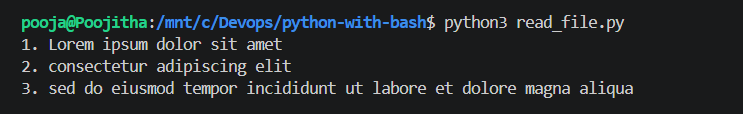 pooja@Poojitha:/mnt/c/Devops/python-with-bash$ python3 read_file.py
1. Lorem ipsum dolor sit amet
2. consectetur adipiscing elit
3. sed do eiusmod tempor incididunt ut labore et dolore magna aliqua